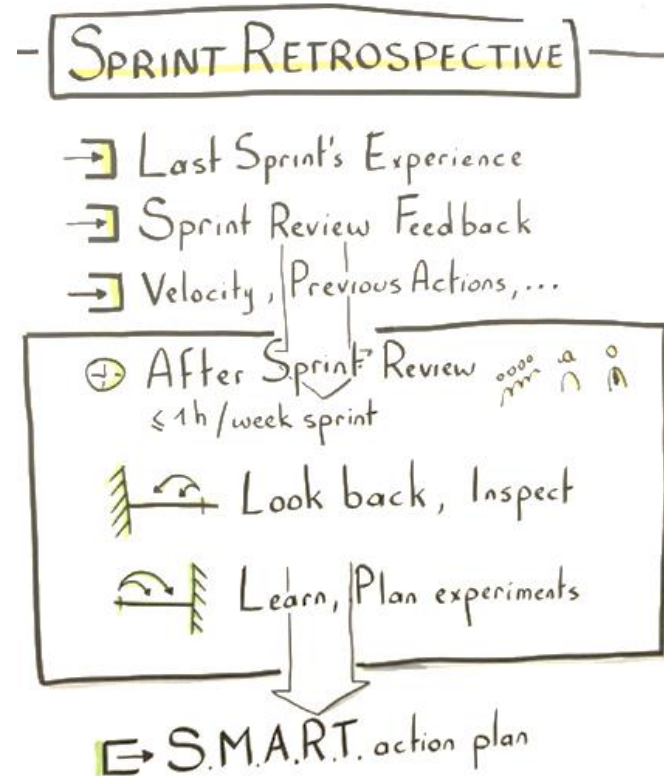 SPRINT RETROSPECTIVE
Last Sprint's Experience
Sprint Review Feedback
Velocity, Previous Actions,...
After Sprint Review
≤ 1h/week sprint
Look back, Inspect
Learn, Plan experiments
S.M.A.R.T. action plan